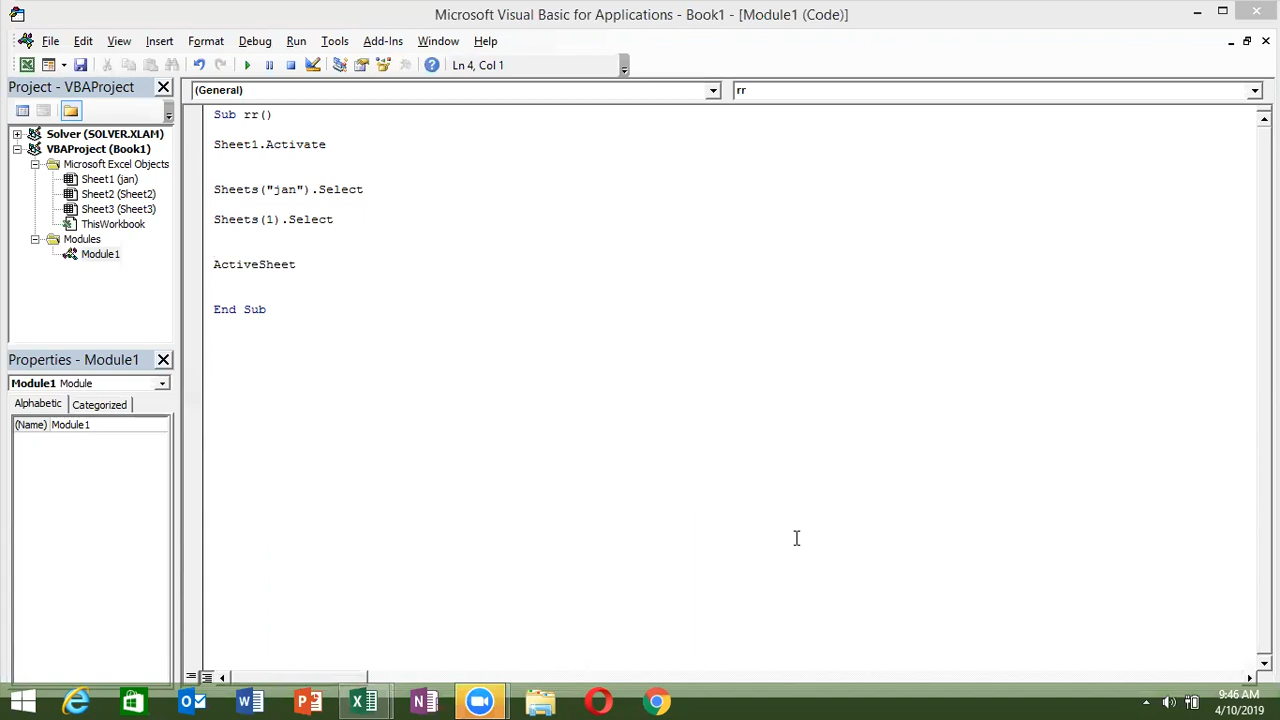 Microsoft Visual Basic for Applications - Book1 - [Module1 (Code)]
File Edit View Insert Format Debug Run Tools Add-Ins Window Help
Ln 4, Col 1
Project - VBAProject
(General)
rr
Solver (SOLVER.XLAM)
VBAProject (Book1)
Microsoft Excel Objects
Sheet1 (jan)
Sheet2 (Sheet2)
Sheet3 (Sheet3)
ThisWorkbook
Modules
Module1
Sub rr()
Sheet1.Activate
Sheets("jan").Select
Sheets(1).Select
ActiveSheet
End Sub
Properties - Module1
Module1 Module
Alphabetic Categorized
(Name) Module1
9:46 AM
4/10/2019